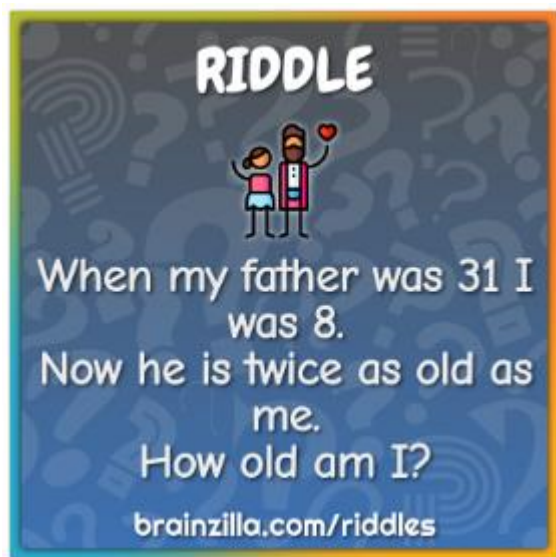 RIDDLE
When my father was 31 I
was 8.
Now he is twice as old as
me.
How old am I?
brainzilla.com/riddles